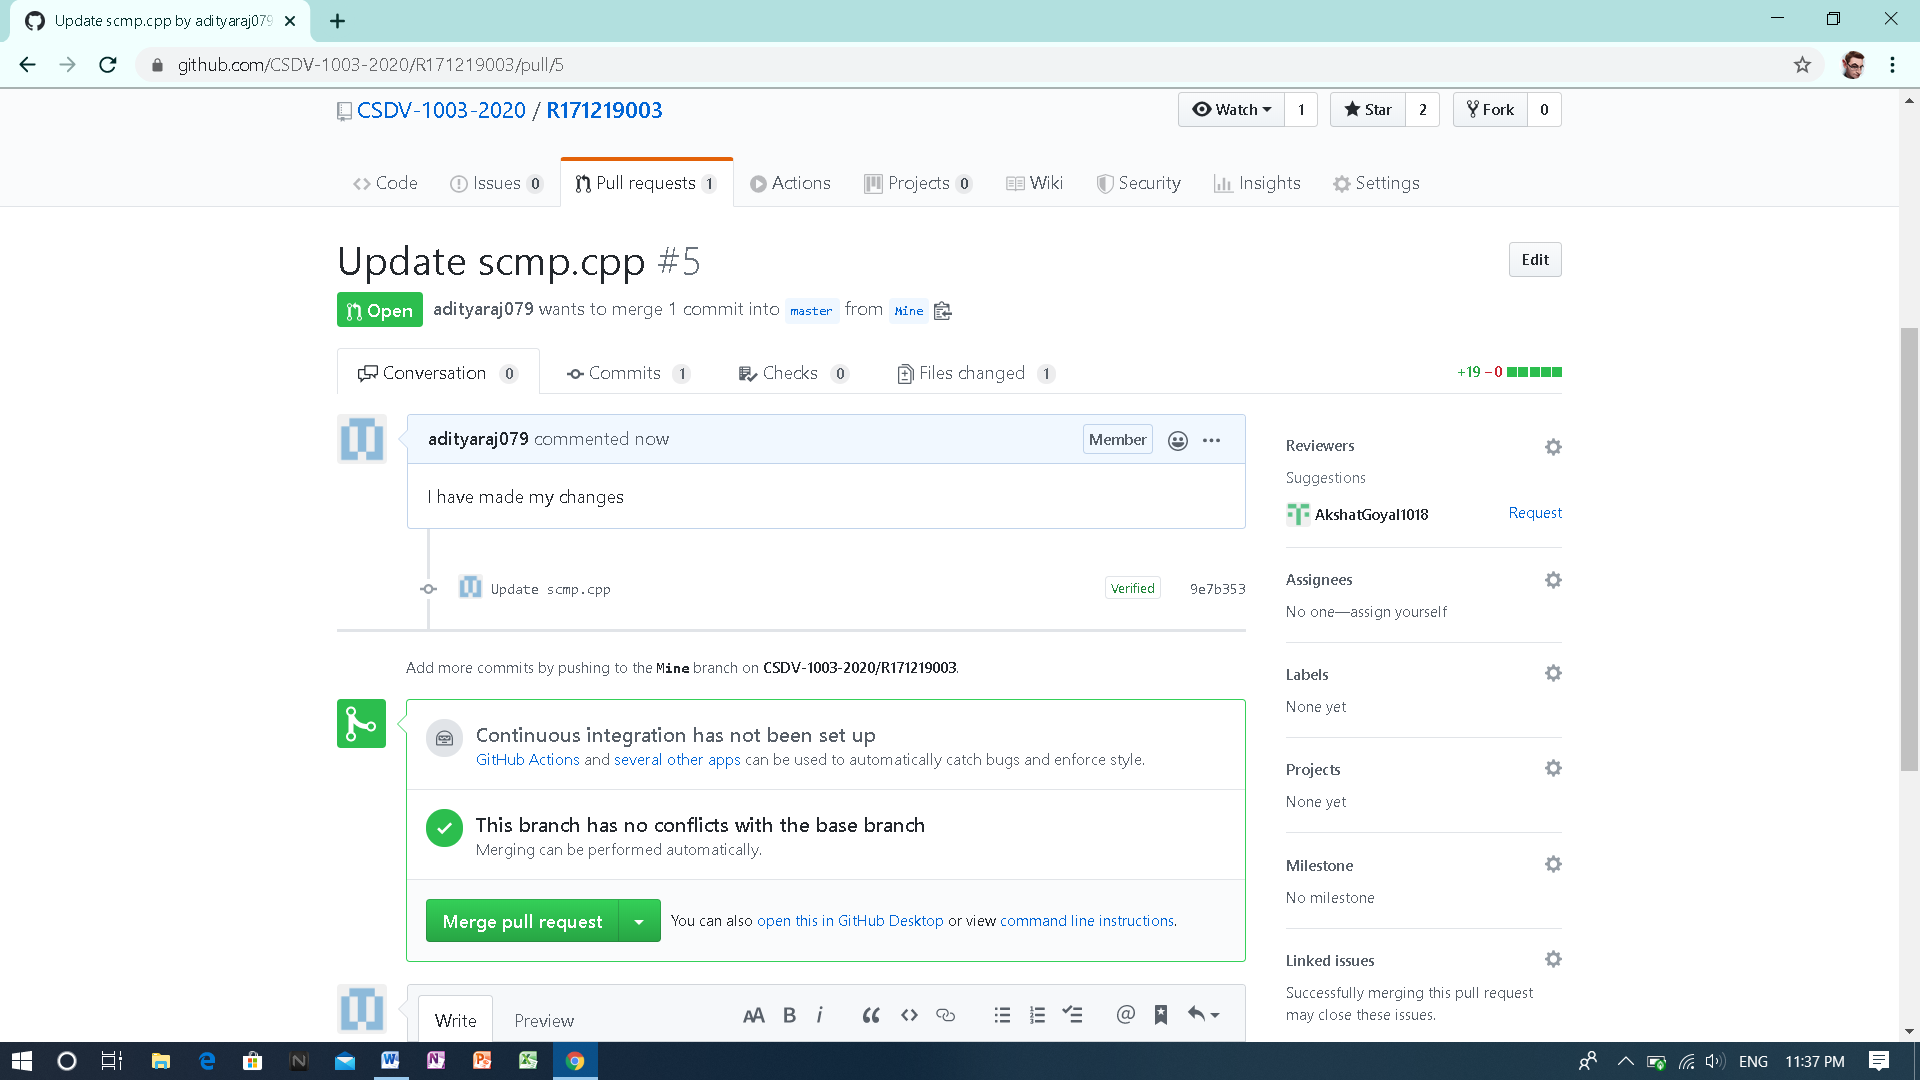 Update scmp.cpp by adityaraj079
github.com/CSDV-1003-2020/R171219003/pull/5
CSDV-1003-2020 / R171219003
Watch 1 Star 2 Fork 0
Code Issues 0 Pull requests 1 Actions Projects 0 Wiki Security Insights Settings
Update scmp.cpp #5
Edit
Open adityaraj079 wants to merge 1 commit into master from Mine
Conversation 0 Commits 1 Checks 0 Files changed 1 +19 −0
adityaraj079 commented now Member
I have made my changes
Update scmp.cpp Verified 9e7b353
Add more commits by pushing to the Mine branch on CSDV-1003-2020/R171219003.
Continuous integration has not been set up
GitHub Actions and several other apps can be used to automatically catch bugs and enforce style.
This branch has no conflicts with the base branch
Merging can be performed automatically.
Merge pull request You can also open this in GitHub Desktop or view command line instructions.
Write Preview AA B i @
Reviewers
Suggestions
AkshatGoyal1018 Request
Assignees
No one—assign yourself
Labels
None yet
Projects
None yet
Milestone
No milestone
Linked issues
Successfully merging this pull request
may close these issues.
ENG 11:37 PM